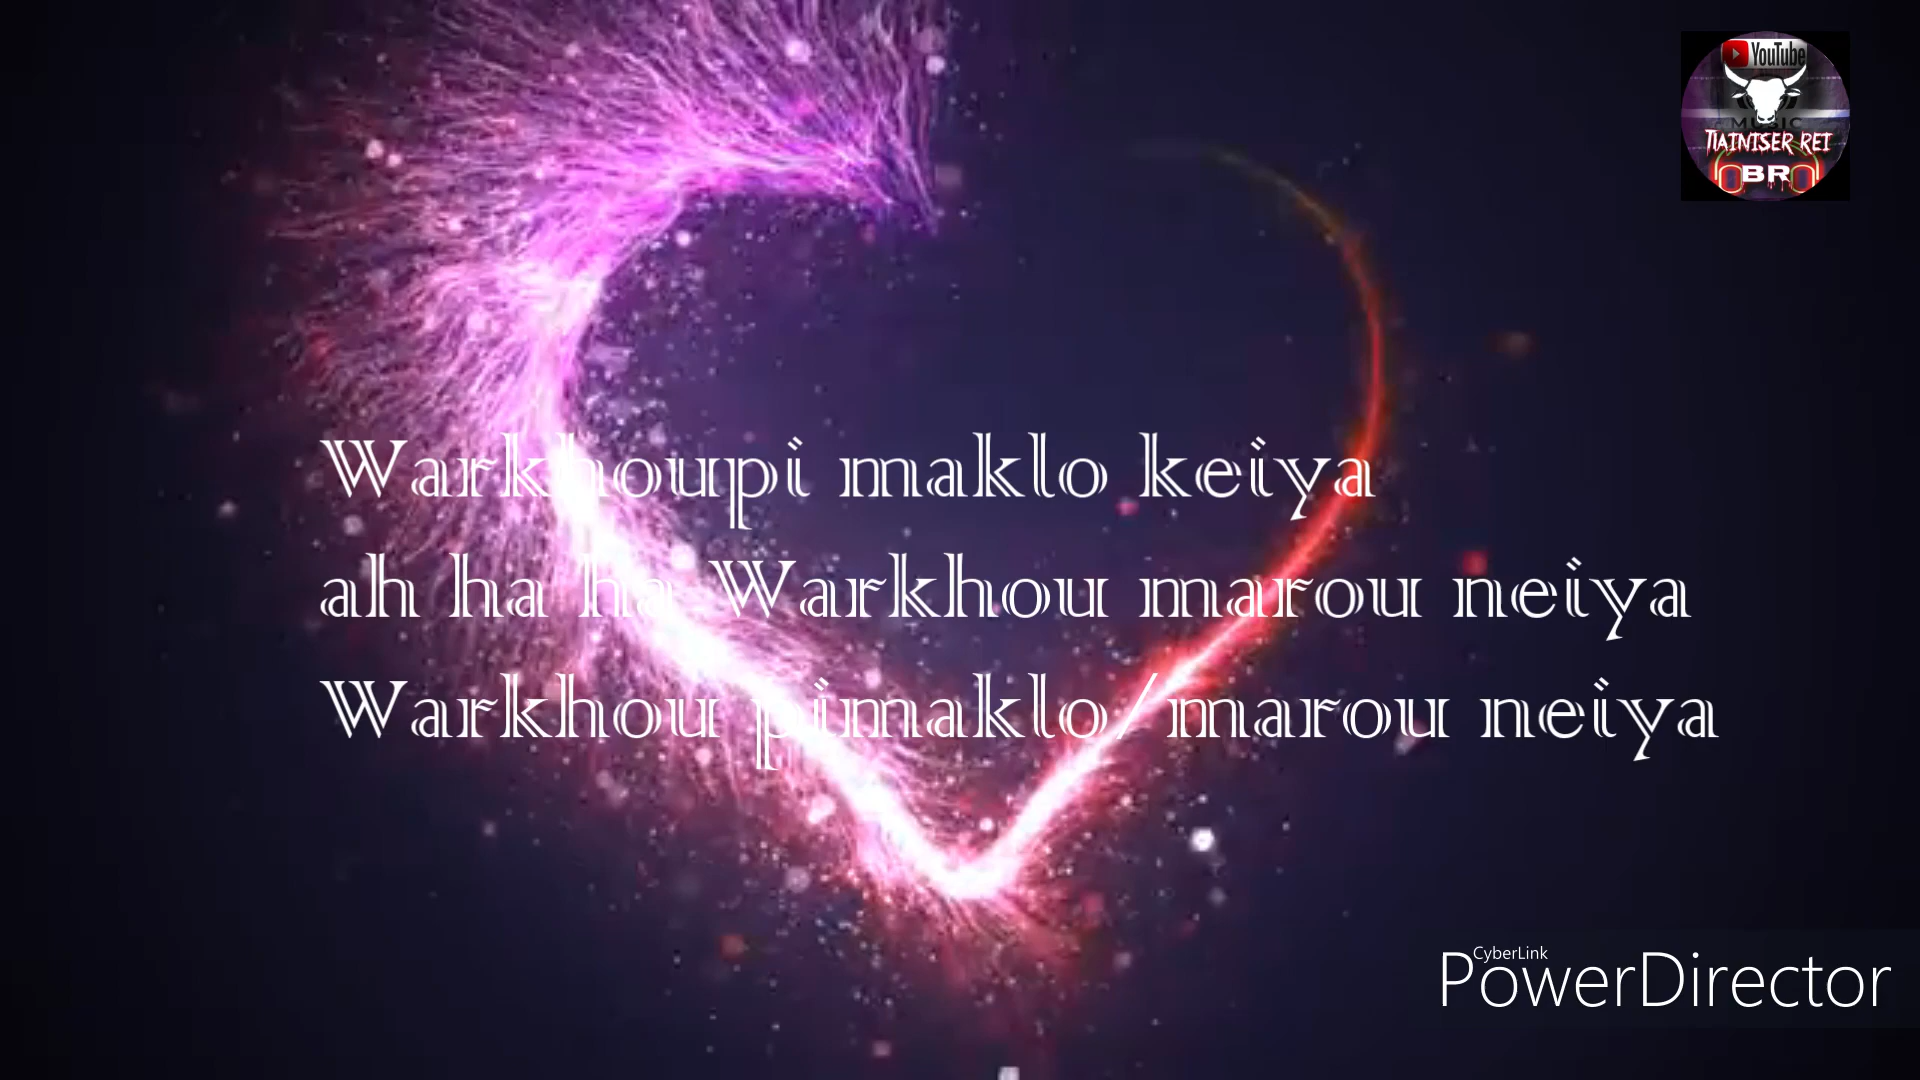 YouTube
MUSIC
TIAINISER REI
BRO
Warkhoupi maklo keiya
ah ha ha Warkhou marou neiya
Warkhou pimaklo/marou neiya
CyberLink
PowerDirector